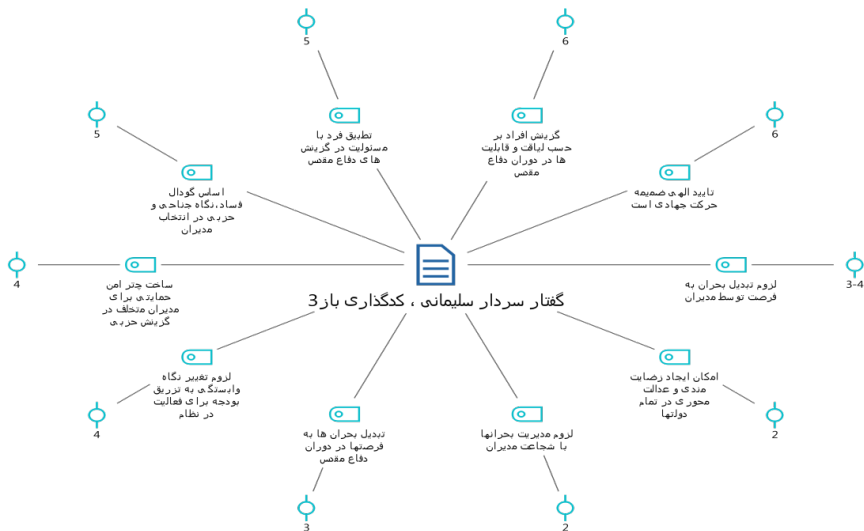 5
6
5
6
تطبیق فرد با
مسئولیت در گزینش
های دفاع مقدس
گزینش افراد بر
حسب لیاقت و قابلیت
ها در دوران دفاع
مقدس
اساس گودال
فساد،نگاه جناحی و
حزبی در انتخاب
مدیران
تایید الهی ضمیمه
حرکت جهادی است
4
ساخت چتر امن
حمایتی برای
مدیران متخلف در
گزینش حزبی
لزوم تبدیل بحران به
فرصت توسط مدیران
3-4
گفتار سردار سلیمانی ، کدگذاری باز3
لزوم تغییر نگاه
وابستگی به تزریق
بودجه برای فعالیت
در نظام
امکان ایجاد رضایت
مندی و عدالت
محوری در تمام
دولتها
4
2
تبدیل بحران ها به
فرصتها در دوران
دفاع مقدس
لزوم مدیریت بحرانها
با شجاعت مدیران
3
2